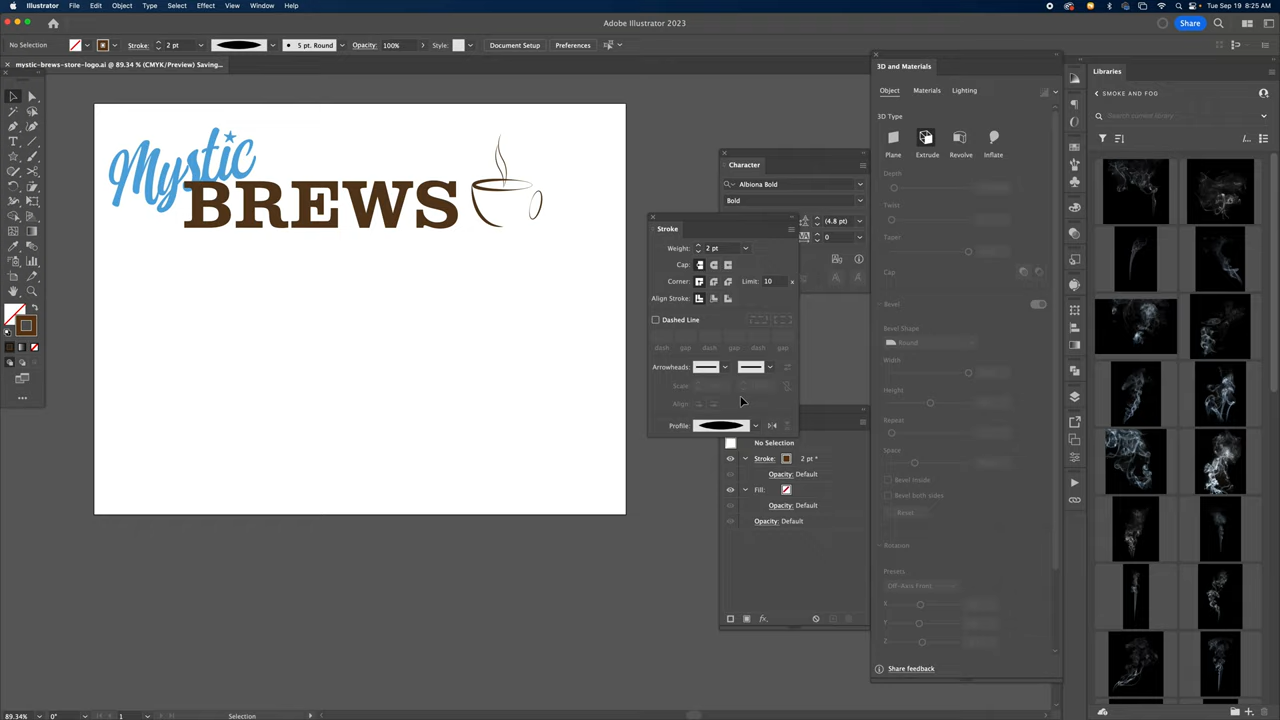 Illustrator File Edit Object Type Select Effect View Window Help
Tue Sep 19 8:25 AM
Adobe Illustrator 2023
Share
No Selection Stroke: 2 pt 5 pt. Round Opacity: 100% Style: Document Setup Preferences
mystic-brews-store-logo.ai @ 89.34 % (CMYK/Preview) Saving...
Mystic
BREWS
Character
Albiona Bold
Bold
(4.8 pt)
0
Stroke
Weight: 2 pt
Cap:
Corner: Limit: 10 x
Align Stroke:
Dashed Line
dash gap dash gap dash gap
Arrowheads:
Scale:
Align:
Profile:
No Selection
Stroke: 2 pt *
Opacity: Default
Fill:
Opacity: Default
Opacity: Default
fx,
3D and Materials
Object Materials Lighting
3D Type
Plane Extrude Revolve Inflate
Depth
Twist
Taper
Cap
Bevel
Bevel Shape
Round
Width
Height
Repeat
Space
Bevel Inside
Bevel both sides
Reset
Rotation
Presets
Off-Axis Front
X
Y
Z
Share feedback
Libraries
SMOKE AND FOG
Search current library
89.34% 0° 1 Selection